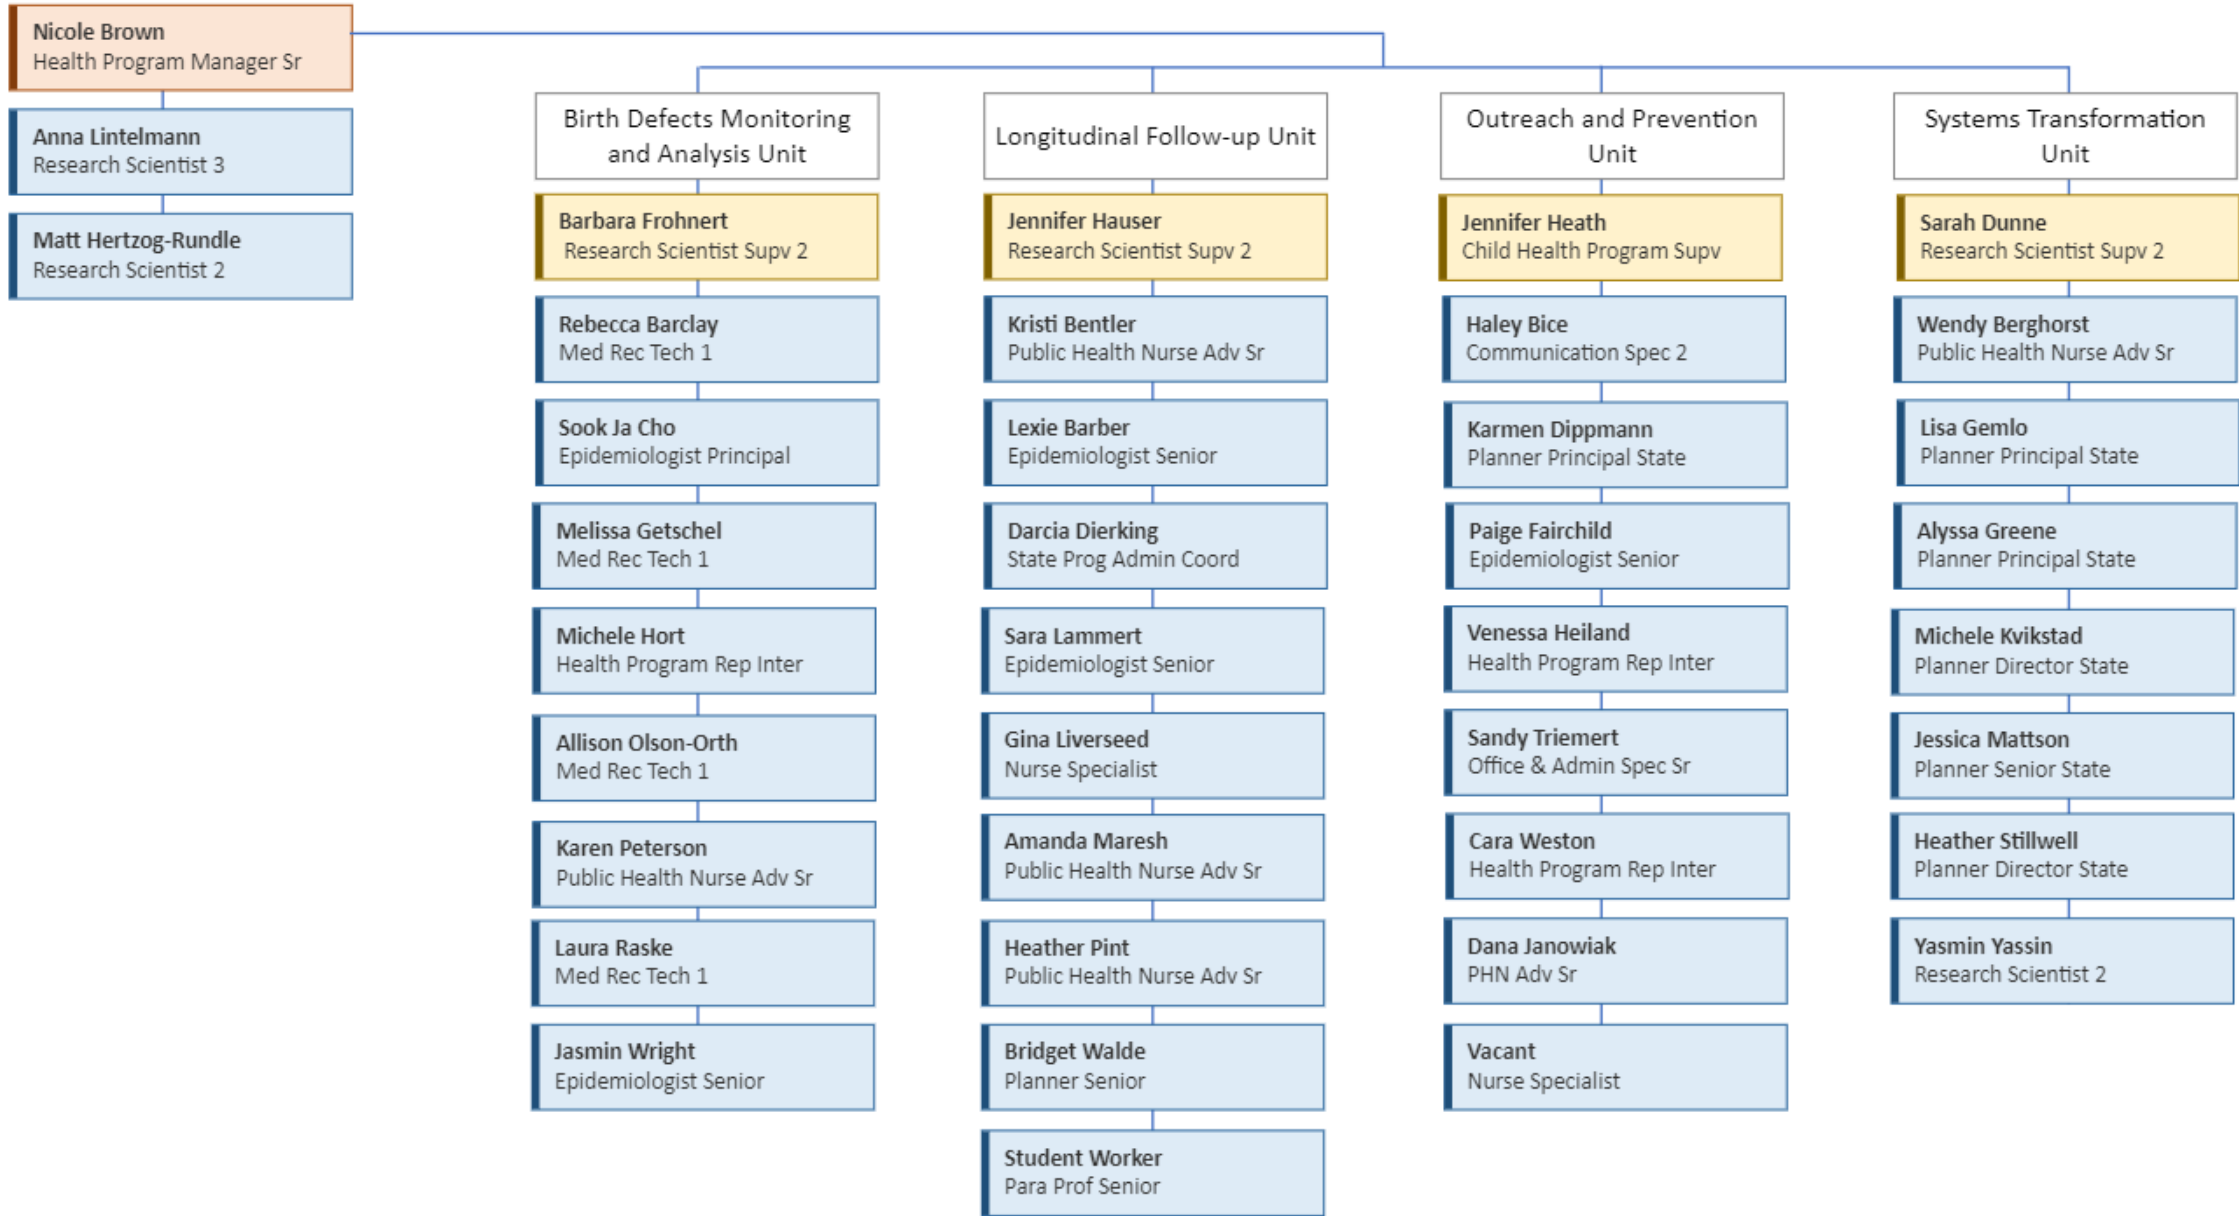 Nicole Brown
Health Program Manager Sr
Anna Lintelmann
Research Scientist 3
Matt Hertzog-Rundle
Research Scientist 2
Birth Defects Monitoring
and Analysis Unit
Barbara Frohnert
Research Scientist Supv 2
Rebecca Barclay
Med Rec Tech 1
Sook Ja Cho
Epidemiologist Principal
Melissa Getschel
Med Rec Tech 1
Michele Hort
Health Program Rep Inter
Allison Olson-Orth
Med Rec Tech 1
Karen Peterson
Public Health Nurse Adv Sr
Laura Raske
Med Rec Tech 1
Jasmin Wright
Epidemiologist Senior
Longitudinal Follow-up Unit
Jennifer Hauser
Research Scientist Supv 2
Kristi Bentler
Public Health Nurse Adv Sr
Lexie Barber
Epidemiologist Senior
Darcia Dierking
State Prog Admin Coord
Sara Lammert
Epidemiologist Senior
Gina Liverseed
Nurse Specialist
Amanda Maresh
Public Health Nurse Adv Sr
Heather Pint
Public Health Nurse Adv Sr
Bridget Walde
Planner Senior
Student Worker
Para Prof Senior
Outreach and Prevention
Unit
Jennifer Heath
Child Health Program Supv
Haley Bice
Communication Spec 2
Karmen Dippmann
Planner Principal State
Paige Fairchild
Epidemiologist Senior
Venessa Heiland
Health Program Rep Inter
Sandy Triemert
Office & Admin Spec Sr
Cara Weston
Health Program Rep Inter
Dana Janowiak
PHN Adv Sr
Vacant
Nurse Specialist
Systems Transformation
Unit
Sarah Dunne
Research Scientist Supv 2
Wendy Berghorst
Public Health Nurse Adv Sr
Lisa Gemlo
Planner Principal State
Alyssa Greene
Planner Principal State
Michele Kvikstad
Planner Director State
Jessica Mattson
Planner Senior State
Heather Stillwell
Planner Director State
Yasmin Yassin
Research Scientist 2